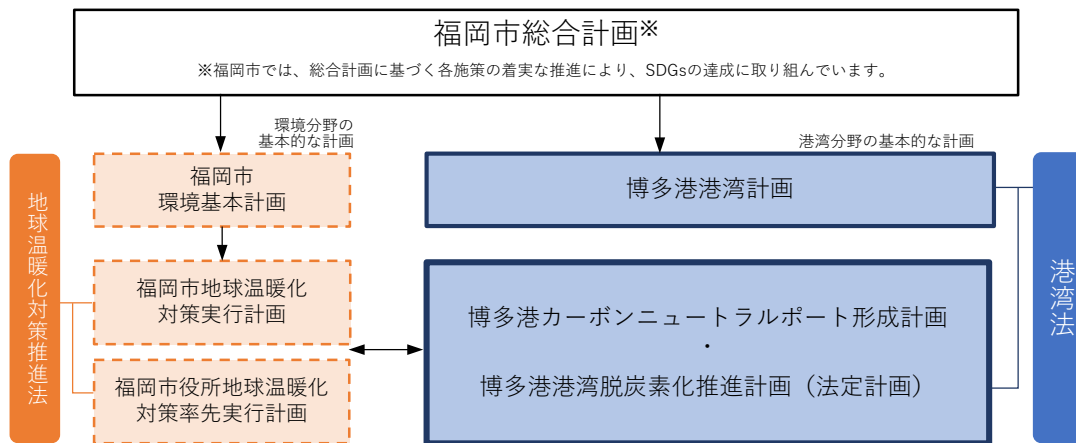 福岡市総合計画※
※福岡市では、総合計画に基づく各施策の着実な推進により、SDGsの達成に取り組んでいます。
環境分野の
基本的な計画
港湾分野の基本的な計画
地球温暖化対策推進法
福岡市
環境基本計画
博多港港湾計画
港湾法
福岡市地球温暖化
対策実行計画
博多港カーボンニュートラルポート形成計画
・
博多港港湾脱炭素化推進計画（法定計画）
福岡市役所地球温暖化
対策率先実行計画